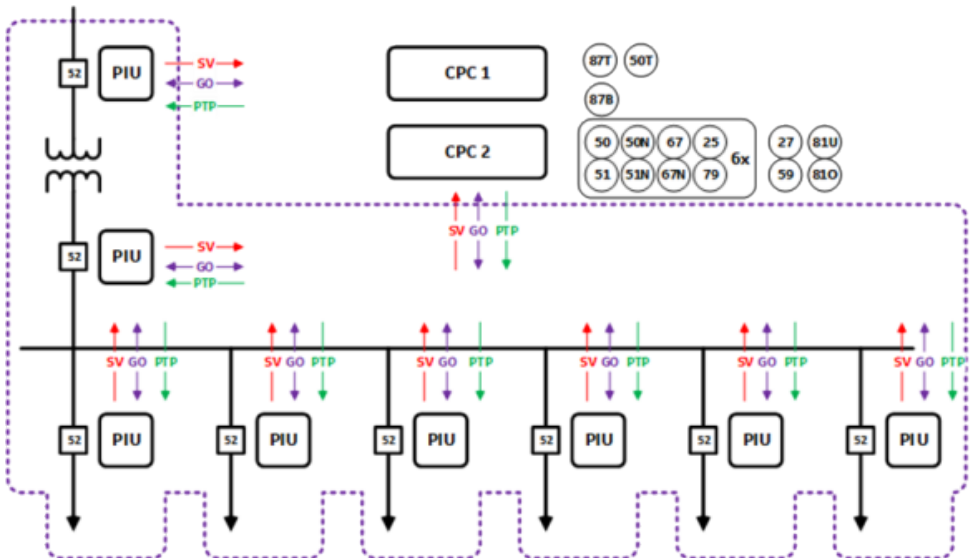 52 PIU SV
GO
PTP
CPC 1
87T 50T
87B
CPC 2
50 50N 67 25
51 51N 67N 79
6x
27 81U
59 81O
SV GO PTP
52 PIU SV
GO
PTP
SV GO PTP SV GO PTP SV GO PTP SV GO PTP SV GO PTP SV GO PTP
52 PIU 52 PIU 52 PIU 52 PIU 52 PIU 52 PIU